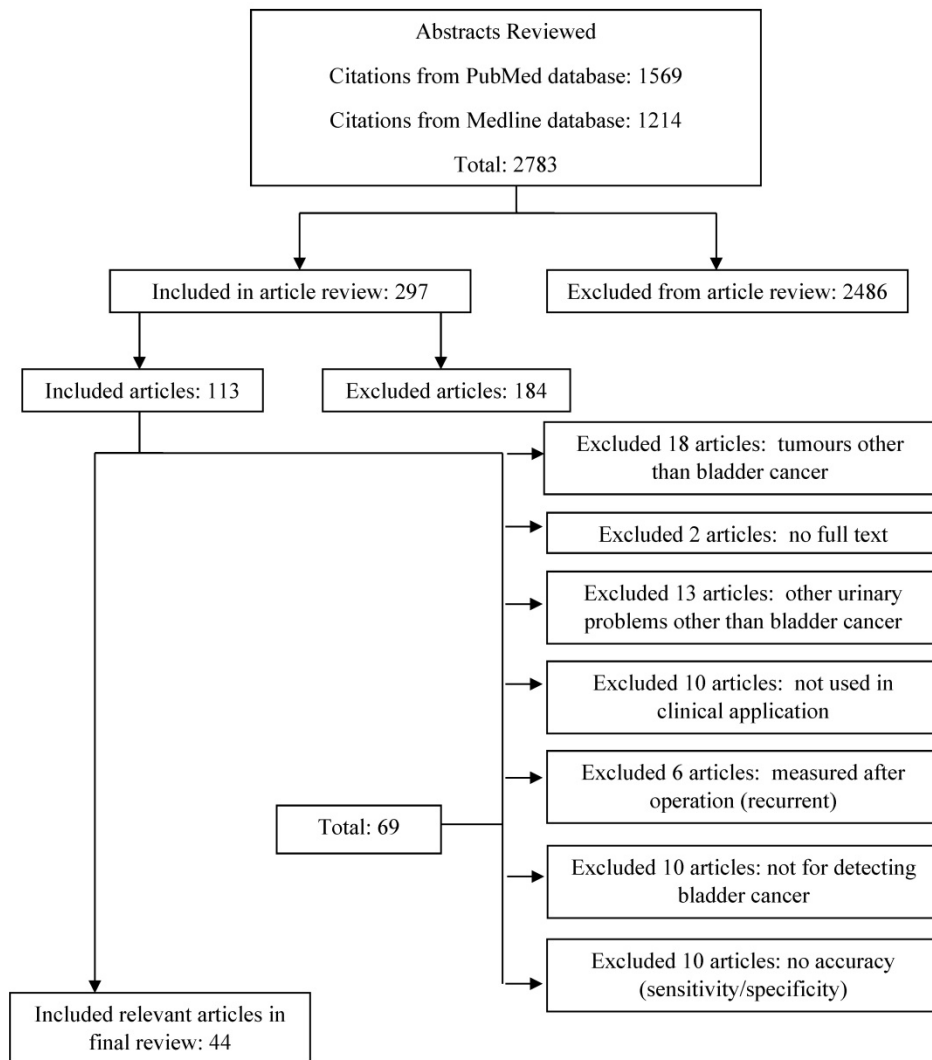 Abstracts Reviewed
Citations from PubMed database: 1569
Citations from Medline database: 1214
Total: 2783
Included in article review: 297
Excluded from article review: 2486
Included articles: 113
Excluded articles: 184
Excluded 18 articles: tumours other
than bladder cancer
Excluded 2 articles: no full text
Excluded 13 articles: other urinary
problems other than bladder cancer
Excluded 10 articles: not used in
clinical application
Excluded 6 articles: measured after
operation (recurrent)
Total: 69
Excluded 10 articles: not for detecting
bladder cancer
Excluded 10 articles: no accuracy
(sensitivity/specificity)
Included relevant articles in
final review: 44